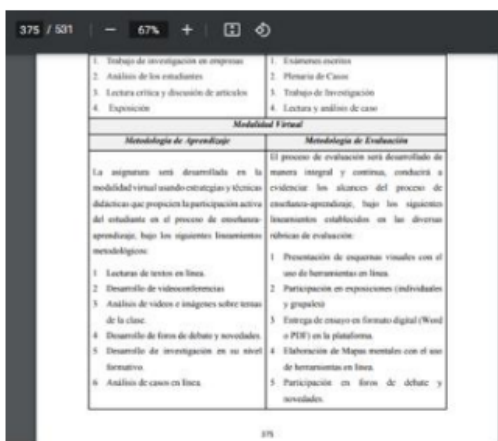 375 / 531
67%
1. Trabajo de investigación en empresas
2. Análisis de los estudiantes
3. Lectura crítica y discusión de artículos
4. Exposición
1. Exámenes escritos
2. Plenaria de Casos
3. Trabajo de Investigación
4. Lectura y análisis de caso
Modalidad Virtual
Metodología de Aprendizaje
Metodología de Evaluación
La asignatura será desarrollada en la
modalidad virtual usando estrategias y técnicas
didácticas que propicien la participación activa
del estudiante en el proceso de enseñanza-
aprendizaje, bajo los siguientes lineamientos
metodológicos:
1 Lecturas de textos en línea.
2 Desarrollo de videoconferencias
3 Análisis de videos e imágenes sobre temas
de la clase.
4 Desarrollo de foros de debate y novedades.
5 Desarrollo de investigación en su nivel
formativo.
6 Análisis de casos en línea
El proceso de evaluación será desarrollado de
manera integral y continua, conducirá a
evidenciar los alcances del proceso de
enseñanza-aprendizaje, bajo los siguientes
lineamientos establecidos en las diversas
rúbricas de evaluación:
1 Presentación de esquemas visuales con el
uso de herramientas en línea.
2 Participación en exposiciones (individuales
y grupales)
3 Entrega de ensayo en formato digital (Word
o PDF) en la plataforma.
4 Elaboración de Mapas mentales con el uso
de herramientas en línea.
5 Participación en foros de debate y
novedades.
375